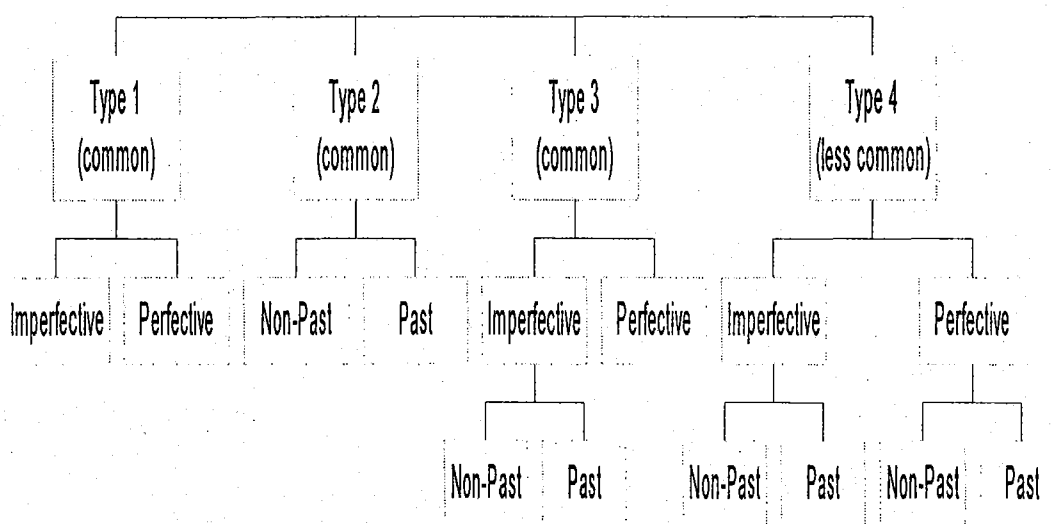 Type 1
(common)
Type 2
(common)
Type 3
(common)
Type 4
(less common)
Imperfective
Perfective
Non-Past
Past
Imperfective
Perfective
Imperfective
Perfective
Non-Past
Past
Non-Past
Past
Non-Past
Past